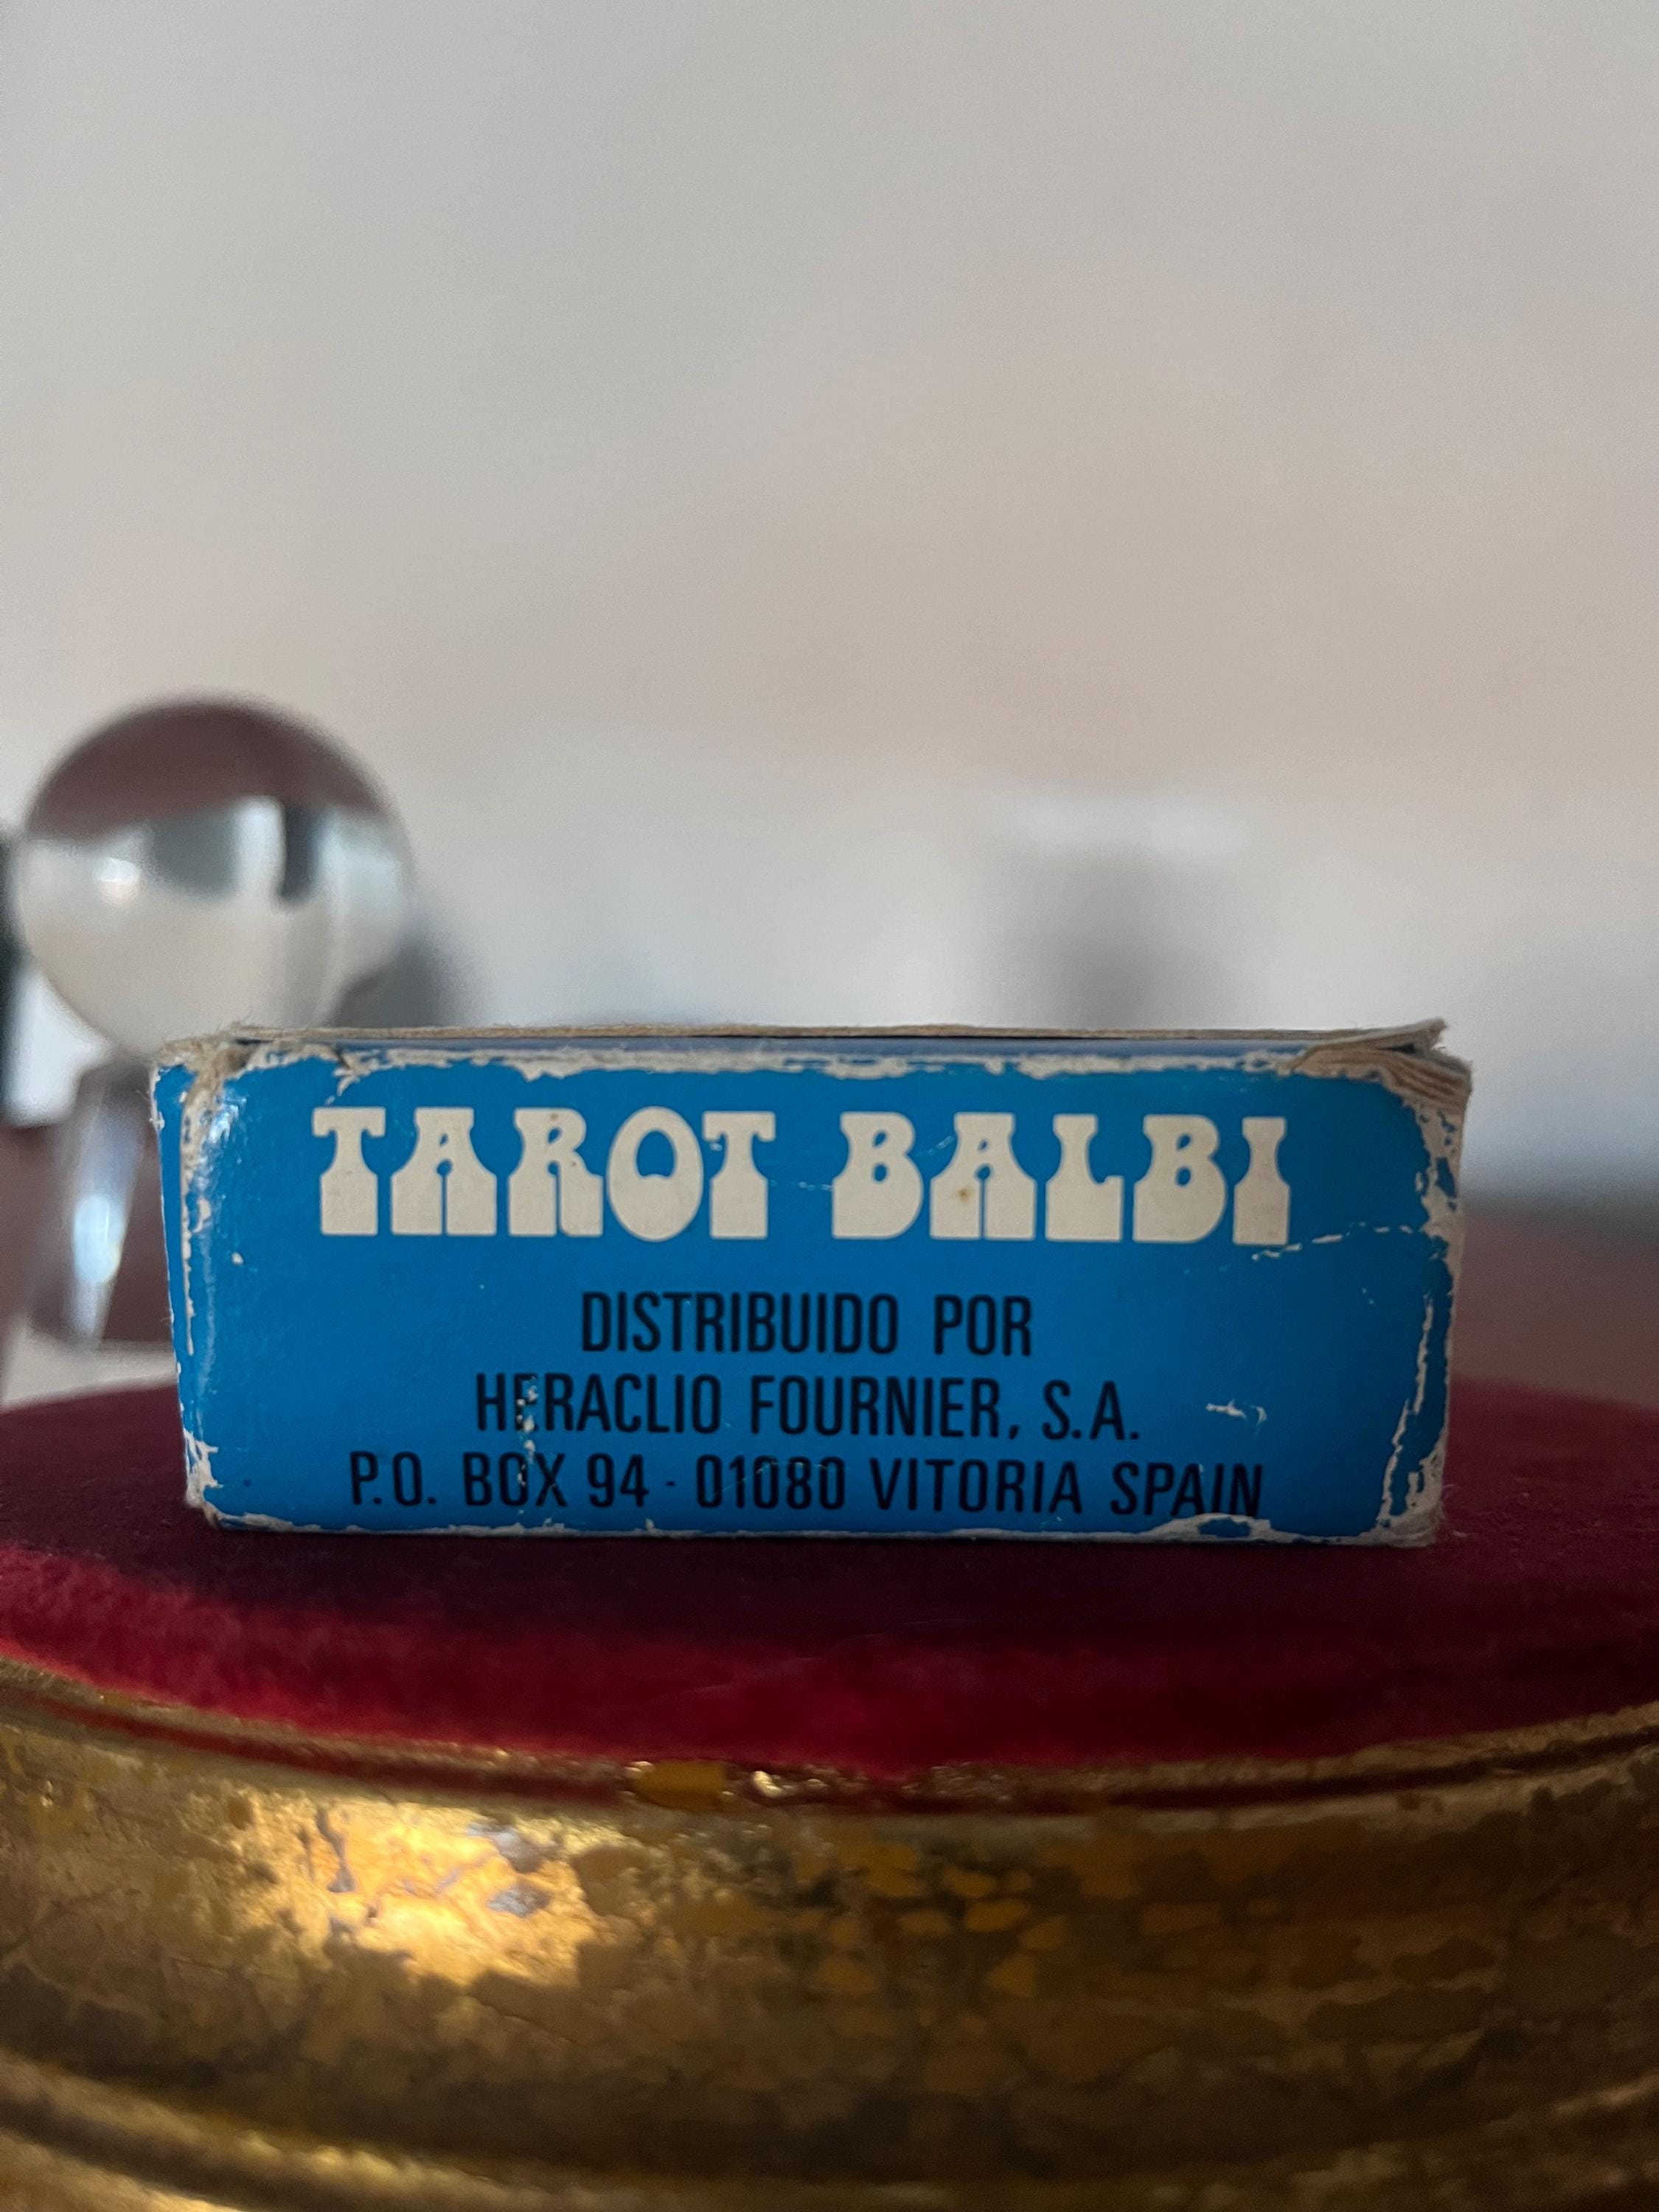 TAROT BALBI
DISTRIBUIDO POR
HERACLIO FOURNIER, S.A.
P.O. BOX 94 - 01080 VITORIA SPAIN